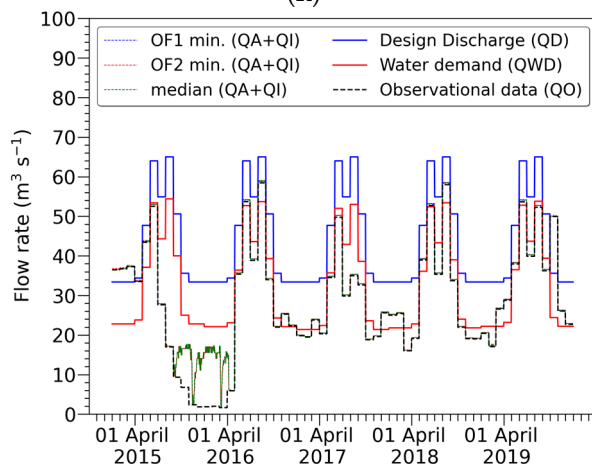 100
90
80
70
60
50
40
30
20
10
0
Flow rate (m³ s⁻¹)
OF1 min. (QA+QI)
OF2 min. (QA+QI)
median (QA+QI)
Design Discharge (QD)
Water demand (QWD)
Observational data (QO)
01 April 01 April 01 April 01 April 01 April
2015 2016 2017 2018 2019